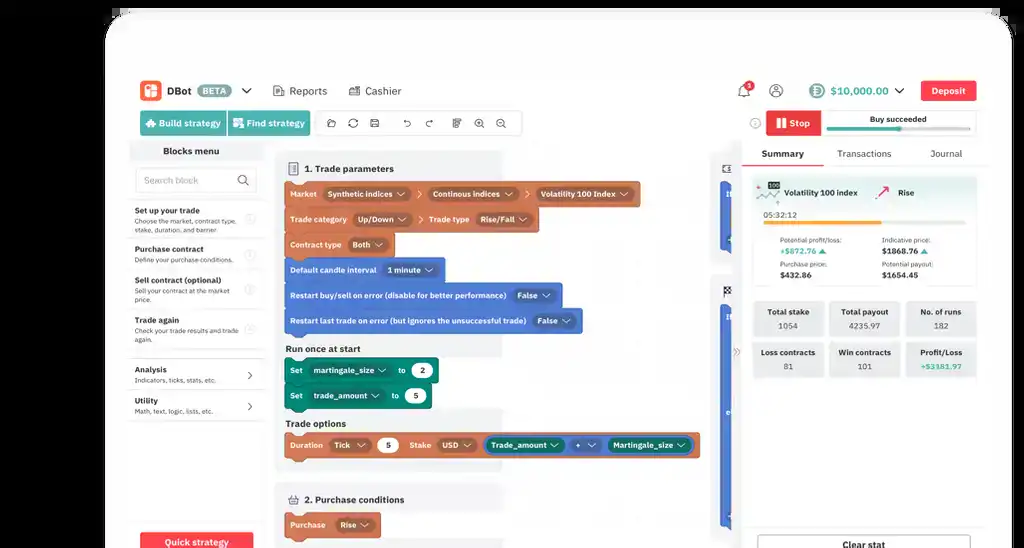 DBot BETA Reports Cashier 1 $10,000.00 Deposit
Build strategy Find strategy Stop Buy succeeded
Blocks menu
Search block
Set up your trade
Choose the market, contract type,
stake, duration, and barrier.
Purchase contract
Define your purchase conditions.
Sell contract (optional)
Sell your contract at the market
price.
Trade again
Check your trade results and trade
again.
Analysis
Indicators, ticks, stats, etc.
Utility
Math, text, logic, lists, etc.
Quick strategy
1. Trade parameters
Market Synthetic indices Continous indices Volatility 100 Index
Trade category Up/Down Trade type Rise/Fall
Contract type Both
Default candle interval 1 minute
Restart buy/sell on error (disable for better performance) False
Restart last trade on error (but ignores the unsuccessful trade) False
Run once at start
Set martingale_size to 2
Set trade_amount to 5
Trade options
Duration Tick 5 Stake USD Trade_amount + Martingale_size
2. Purchase conditions
Purchase Rise
Summary Transactions Journal
100
Volatility 100 index Rise
05:32:12
Potential profit/loss: Indicative price:
+$872.76 $1868.76
Purchase price: Potential payout:
$432.86 $1654.45
Total stake Total payout No. of runs
1054 4235.97 182
Loss contracts Win contracts Profit/Loss
81 101 +$3181.97
Clear stat